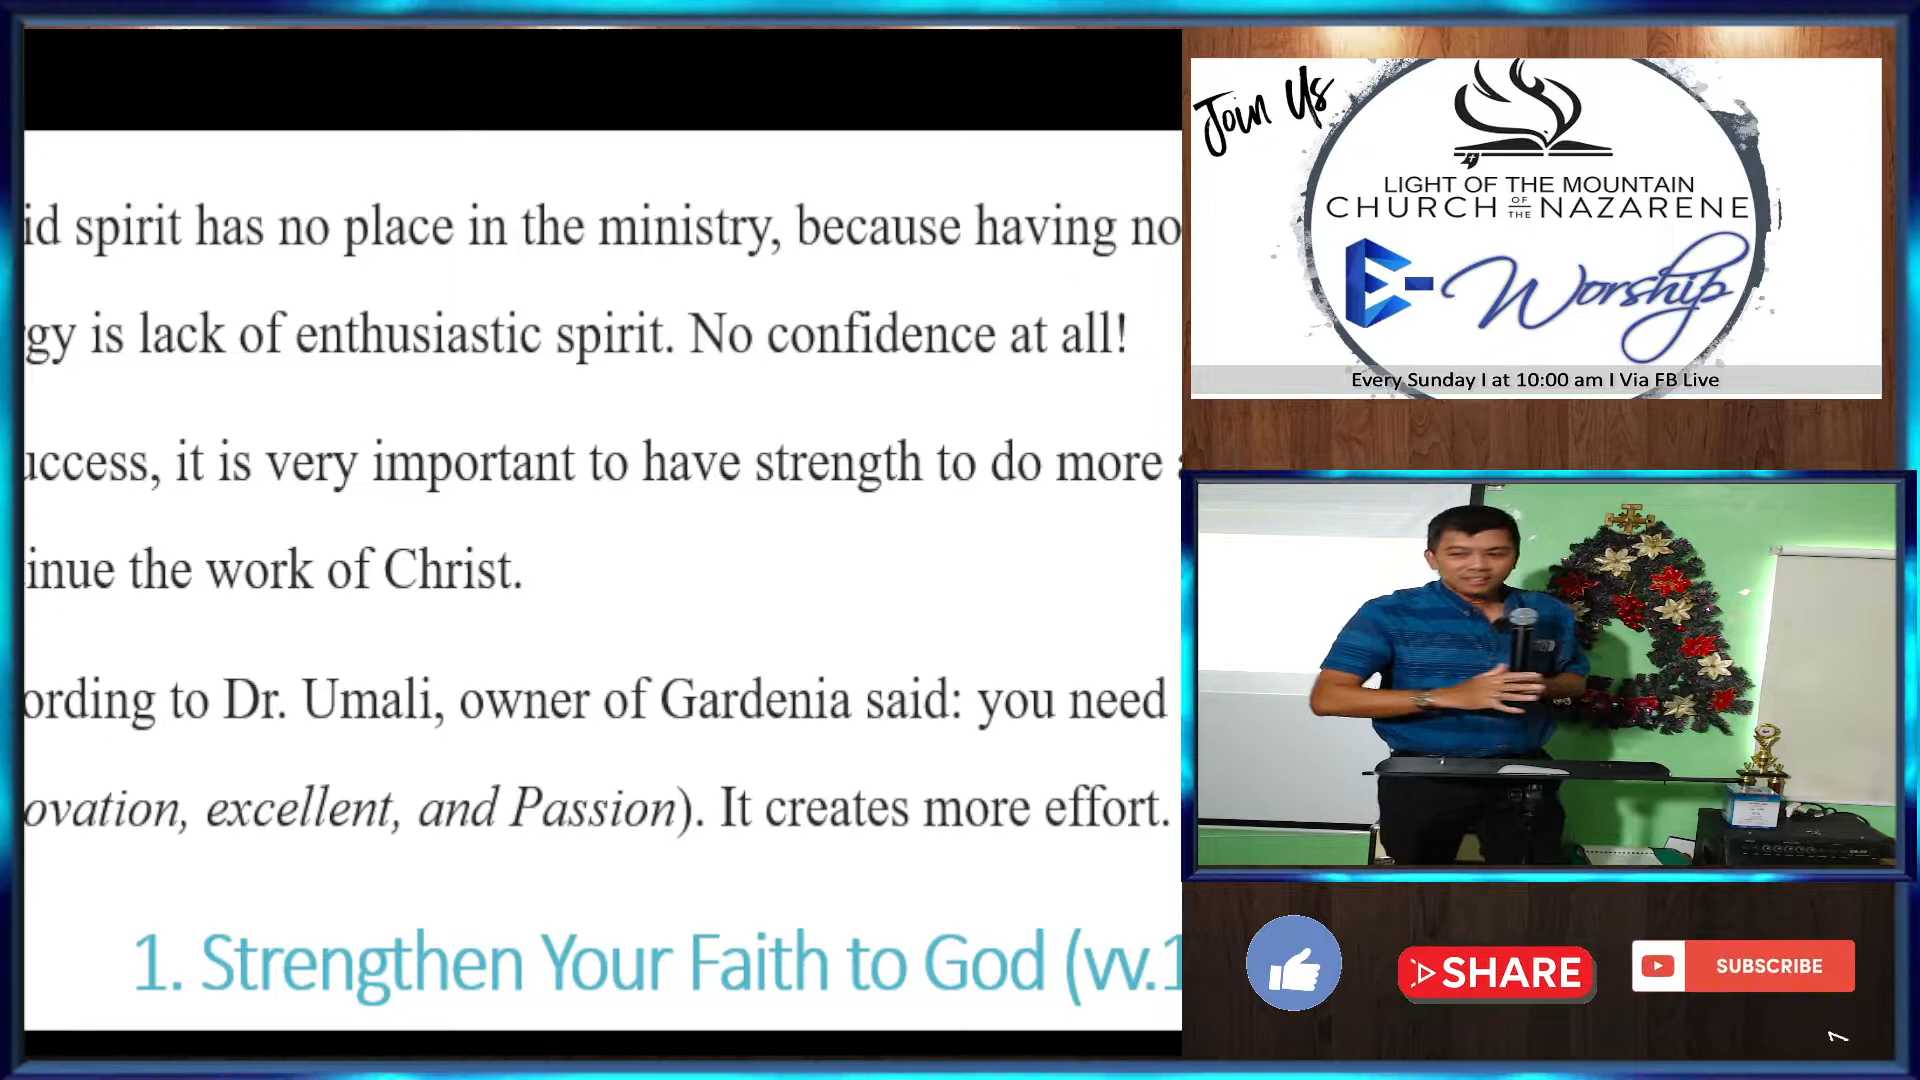 id spirit has no place in the ministry, because having no
gy is lack of enthusiastic spirit. No confidence at all!
uccess, it is very important to have strength to do more
tinue the work of Christ.
ording to Dr. Umali, owner of Gardenia said: you need
ovation, excellent, and Passion). It creates more effort.
1. Strengthen Your Faith to God (vv.1
Join Us
LIGHT OF THE MOUNTAIN
CHURCH OF THE NAZARENE
E-Worship
Every Sunday I at 10:00 am I Via FB Live
SHARE
SUBSCRIBE